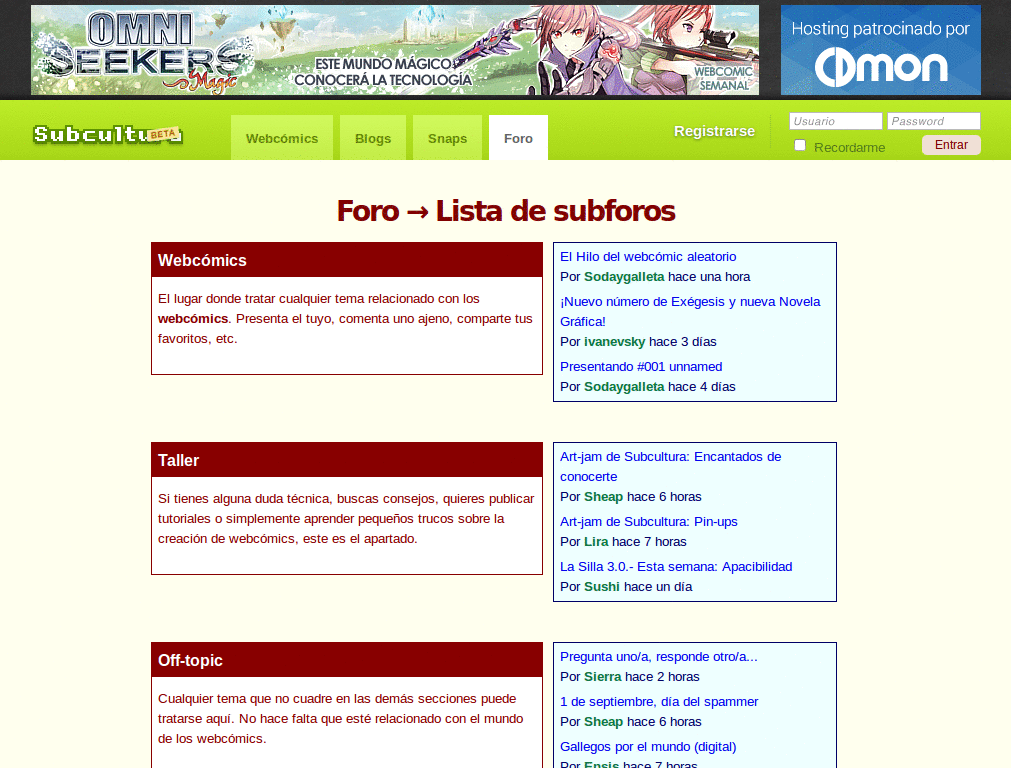 OMNI
SEEKERS
Magic
ESTE MUNDO MÁGICO
CONOCERÁ LA TECNOLOGÍA
WEBCOMIC
SEMANAL
Hosting patrocinado por
cdmon
Subcultura
BETA
Webcómics
Blogs
Snaps
Foro
Registrarse
Usuario
Password
Recordarme
Entrar
Foro → Lista de subforos
Webcómics
El lugar donde tratar cualquier tema relacionado con los
webcómics. Presenta el tuyo, comenta uno ajeno, comparte tus
favoritos, etc.
El Hilo del webcómic aleatorio
Por Sodaygalleta hace una hora
¡Nuevo número de Exégesis y nueva Novela
Gráfica!
Por ivanevsky hace 3 días
Presentando #001 unnamed
Por Sodaygalleta hace 4 días
Taller
Si tienes alguna duda técnica, buscas consejos, quieres publicar
tutoriales o simplemente aprender pequeños trucos sobre la
creación de webcómics, este es el apartado.
Art-jam de Subcultura: Encantados de
conocerte
Por Sheap hace 6 horas
Art-jam de Subcultura: Pin-ups
Por Lira hace 7 horas
La Silla 3.0.- Esta semana: Apacibilidad
Por Sushi hace un día
Off-topic
Cualquier tema que no cuadre en las demás secciones puede
tratarse aquí. No hace falta que esté relacionado con el mundo
de los webcómics.
Pregunta uno/a, responde otro/a...
Por Sierra hace 2 horas
1 de septiembre, día del spammer
Por Sheap hace 6 horas
Gallegos por el mundo (digital)
Por Ensis hace 7 horas